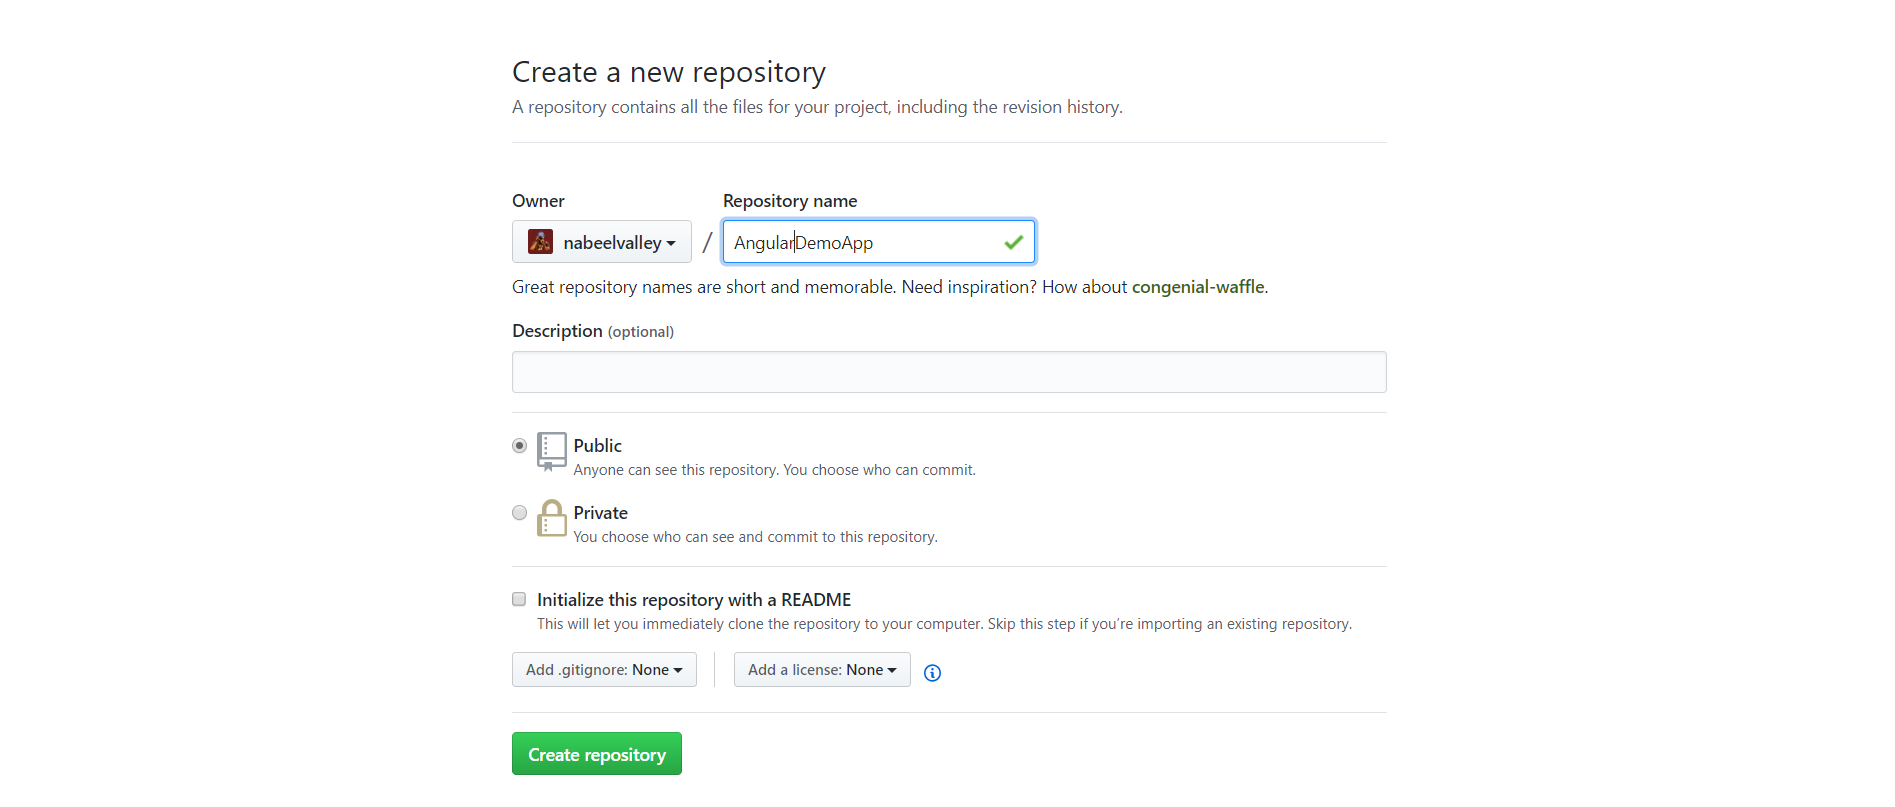 Create a new repository
A repository contains all the files for your project, including the revision history.
Owner
Repository name
nabeelvalley / AngularDemoApp
Great repository names are short and memorable. Need inspiration? How about congenial-waffle.
Description (optional)
Public
Anyone can see this repository. You choose who can commit.
Private
You choose who can see and commit to this repository.
Initialize this repository with a README
This will let you immediately clone the repository to your computer. Skip this step if you’re importing an existing repository.
Add .gitignore: None
Add a license: None
Create repository